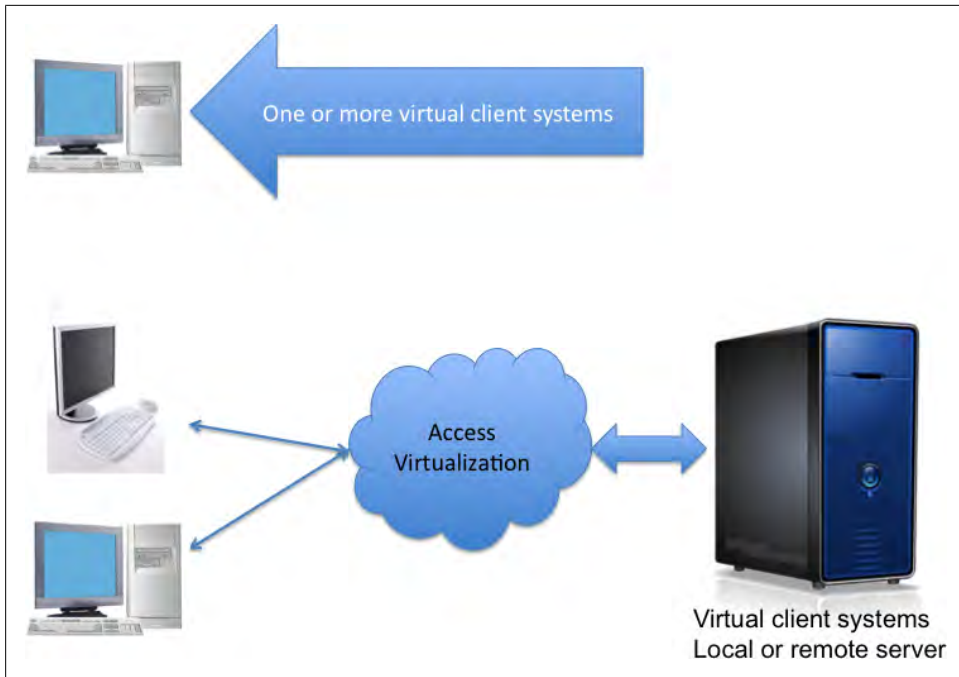 One or more virtual client systems
Access
Virtualization
Virtual client systems
Local or remote server